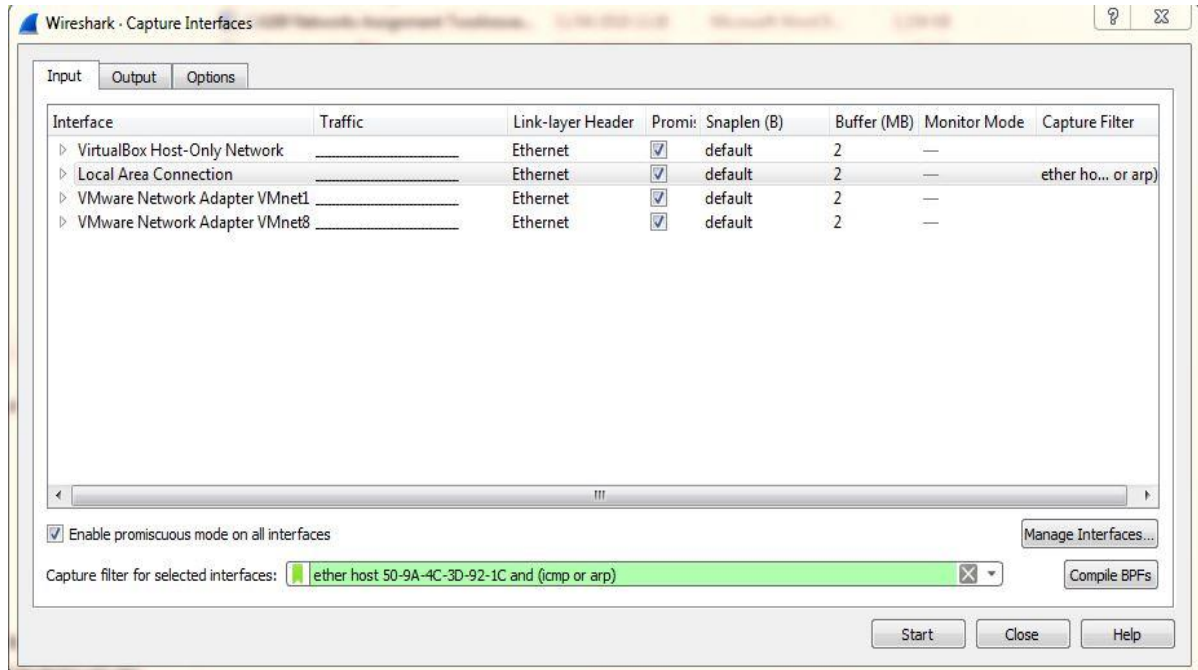 Wireshark · Capture Interfaces
Input Output Options
Interface Traffic Link-layer Header Promi: Snaplen (B) Buffer (MB) Monitor Mode Capture Filter
VirtualBox Host-Only Network Ethernet default 2 —
Local Area Connection Ethernet default 2 — ether ho... or arp)
VMware Network Adapter VMnet1 Ethernet default 2 —
VMware Network Adapter VMnet8 Ethernet default 2 —
Enable promiscuous mode on all interfaces
Manage Interfaces...
Capture filter for selected interfaces: ether host 50-9A-4C-3D-92-1C and (icmp or arp)
Compile BPFs
Start Close Help